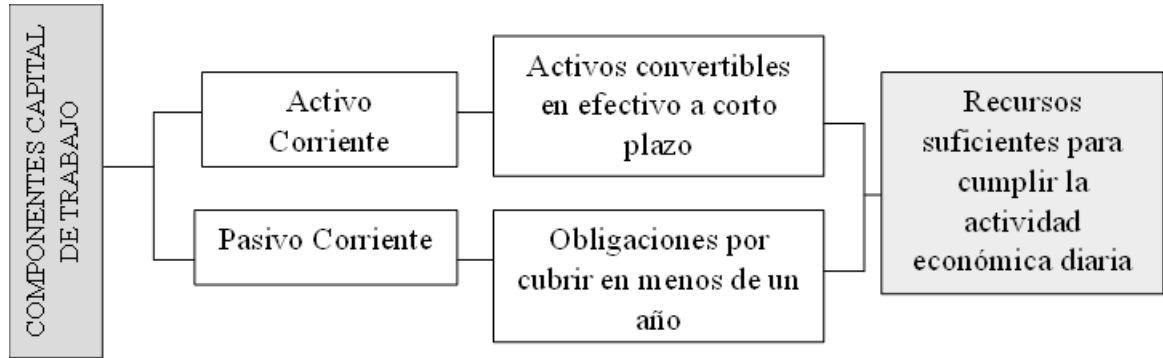 COMPONENTES CAPITAL
DE TRABAJO
Activo
Corriente
Activos convertibles
en efectivo a corto
plazo
Pasivo Corriente
Obligaciones por
cubrir en menos de un
año
Recursos
suficientes para
cumplir la
actividad
económica diaria